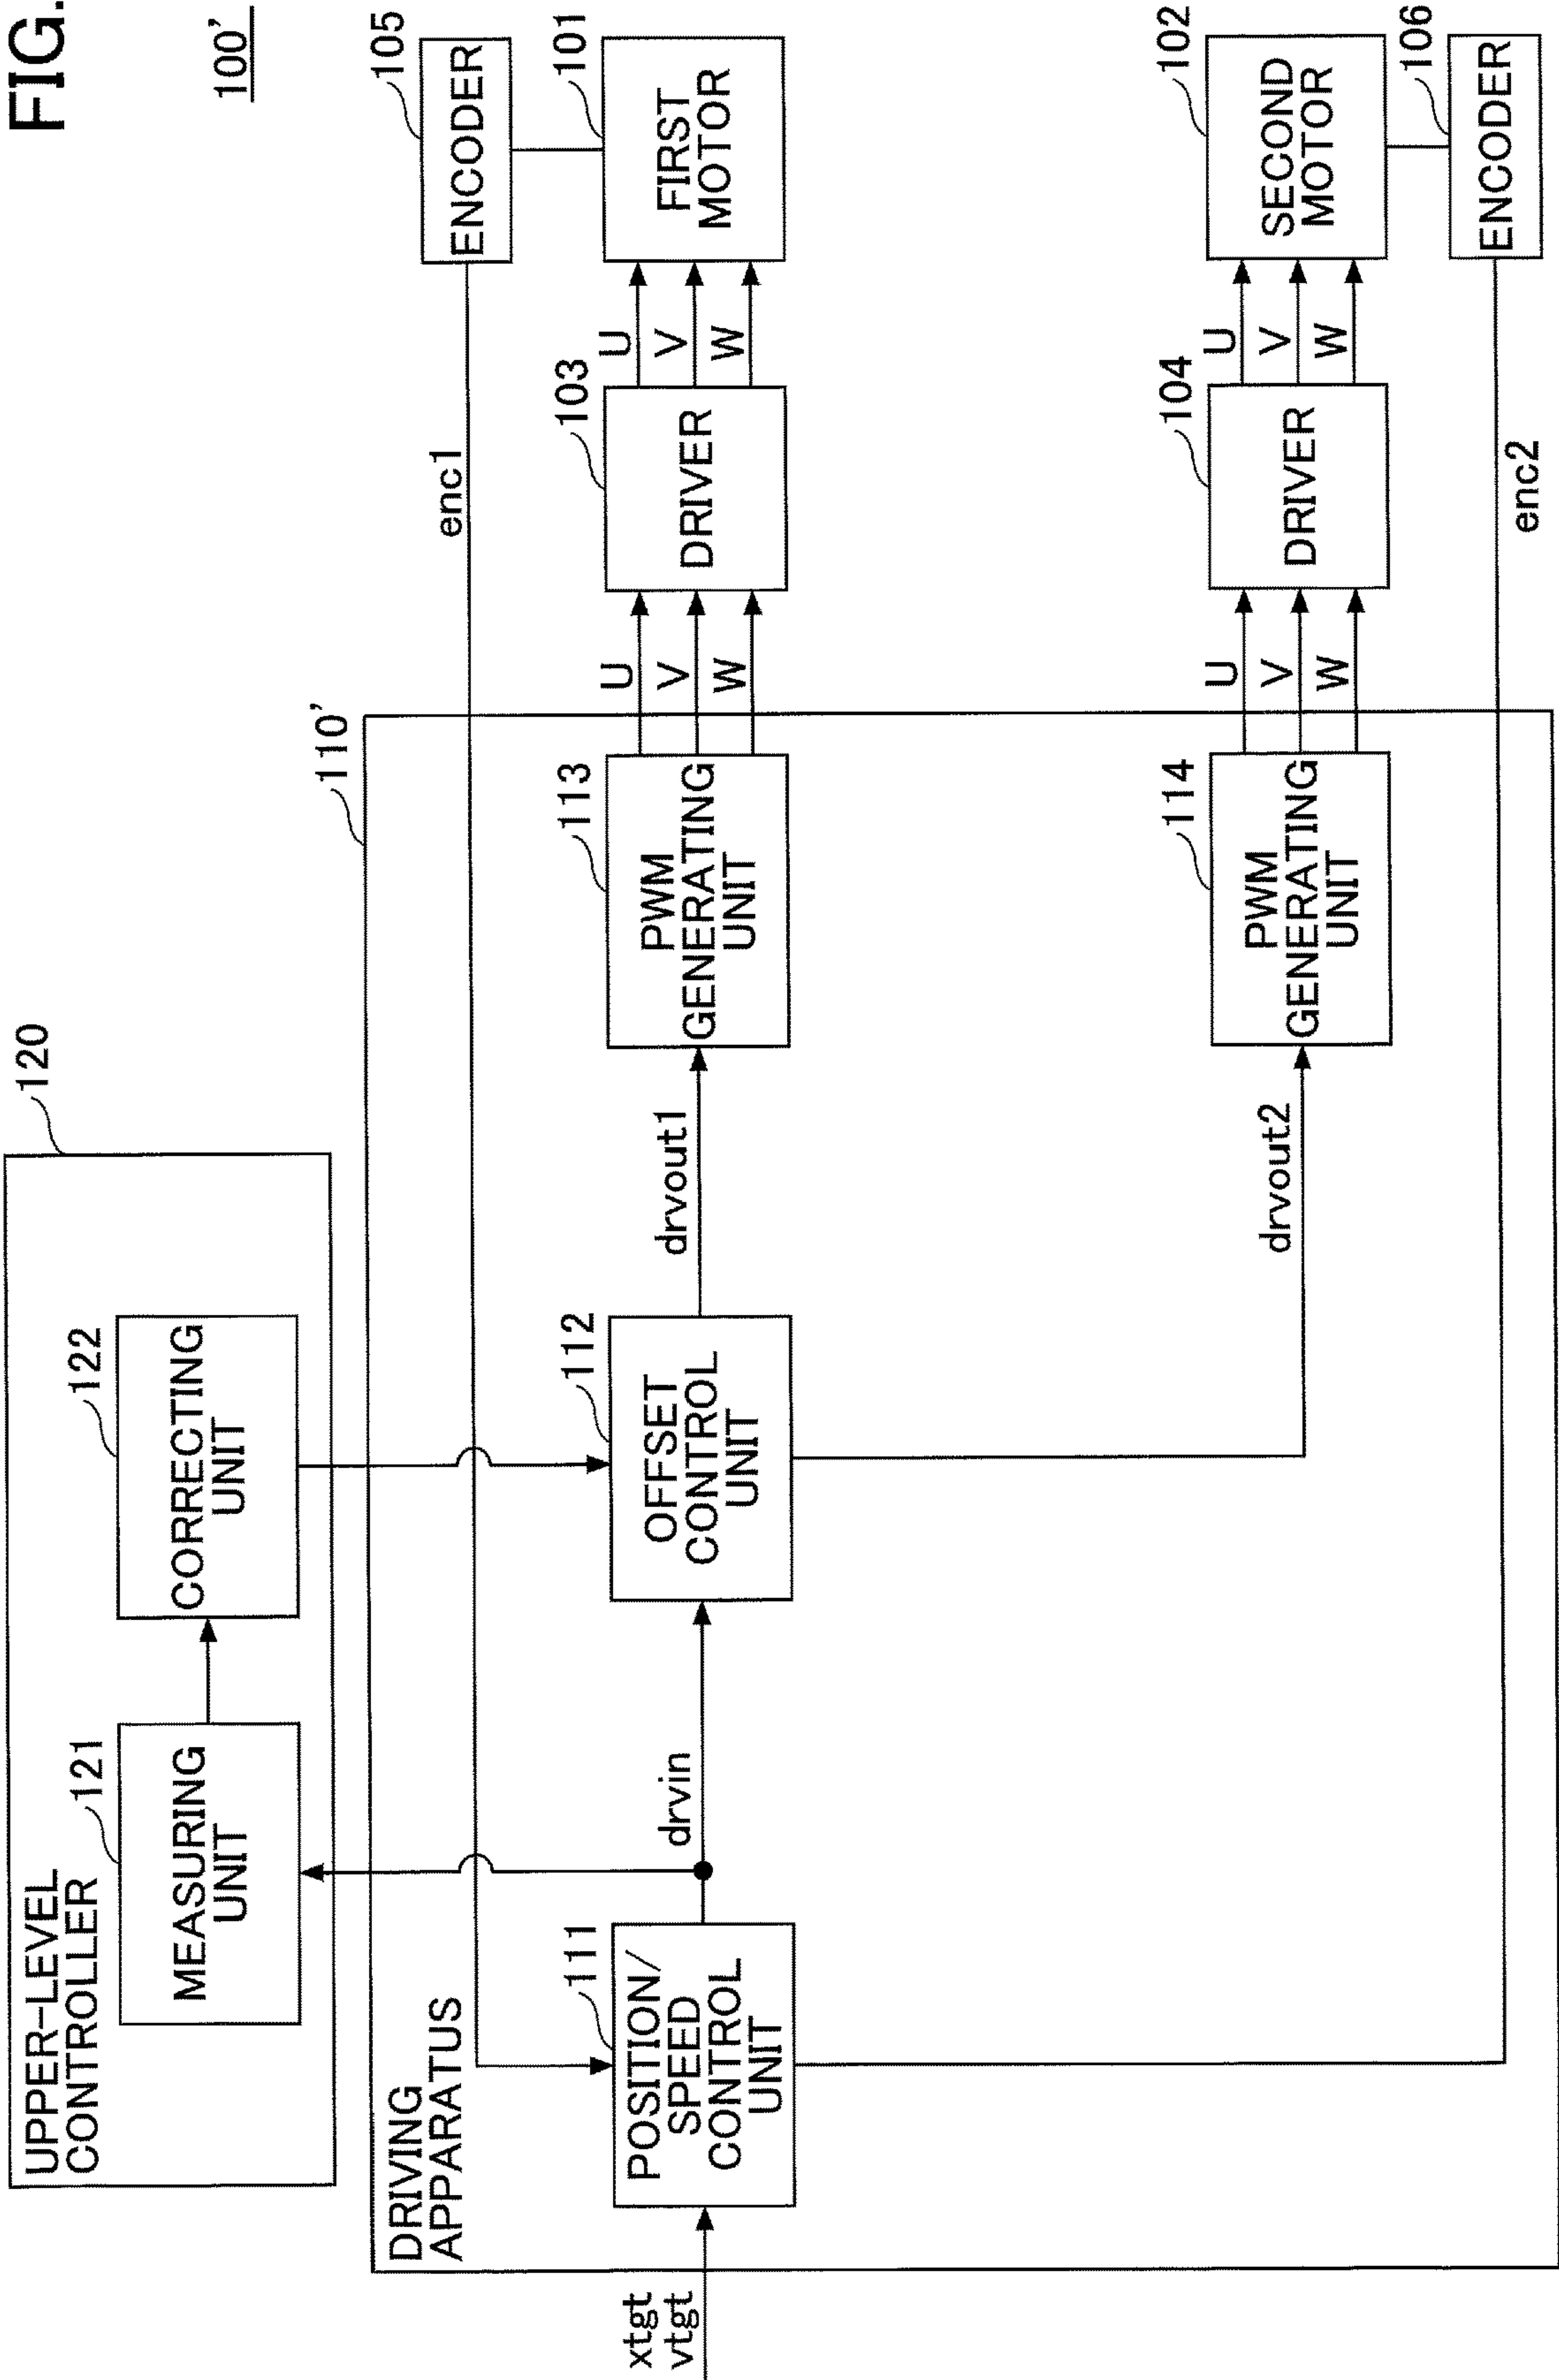 FIG.
100'
UPPER-LEVEL
CONTROLLER
120
MEASURING
UNIT
121
CORRECTING
UNIT
122
DRIVING
APPARATUS
110'
xtgt
vtgt
POSITION/
SPEED
CONTROL
UNIT
111
drvin
OFFSET
CONTROL
UNIT
112
drvout1
PWM
GENERATING
UNIT
113
U
V
W
DRIVER
103
U
V
W
FIRST
MOTOR
101
ENCODER
105
enc1
drvout2
PWM
GENERATING
UNIT
114
U
V
W
DRIVER
104
U
V
W
SECOND
MOTOR
102
ENCODER
106
enc2